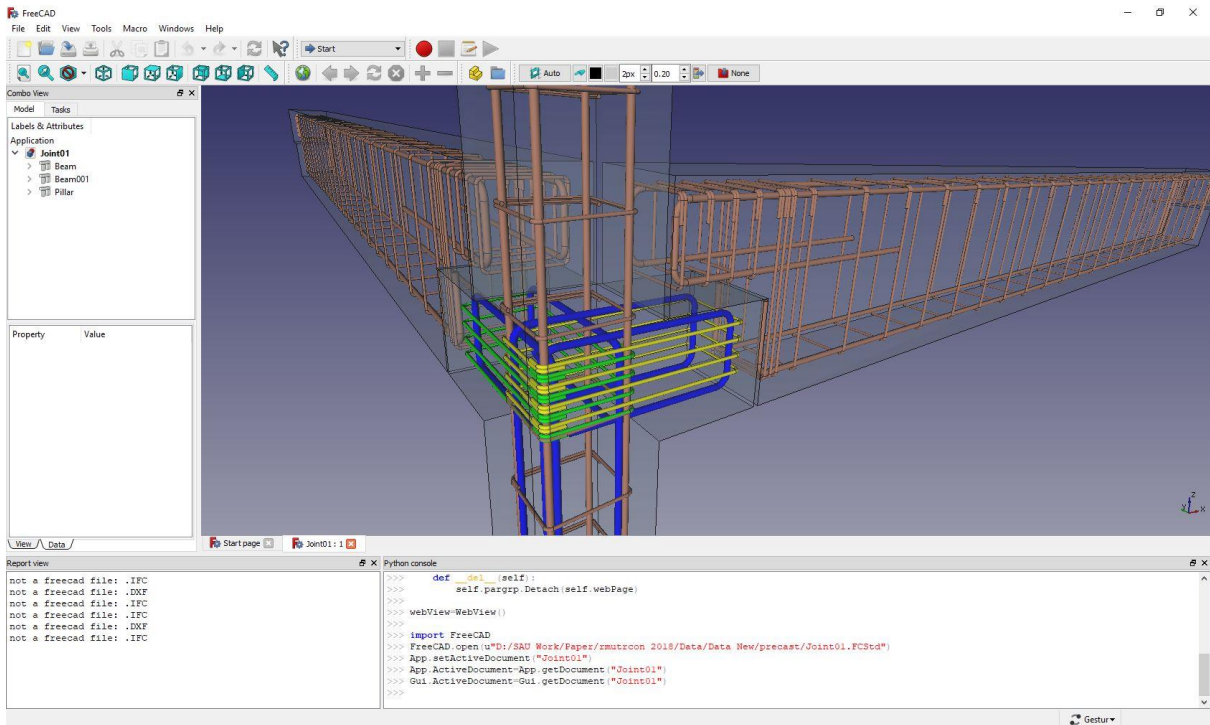 FreeCAD
File Edit View Tools Macro Windows Help
Start
Auto 2px 0.20 None
Combo View
Model Tasks
Labels & Attributes
Application
Joint01
Beam
Beam001
Pillar
Property Value
View Data
Start page Joint01 : 1
z
y x
Report view
not a freecad file: .IFC
not a freecad file: .DXF
not a freecad file: .IFC
not a freecad file: .IFC
not a freecad file: .DXF
not a freecad file: .IFC
Python console
>>>     def __del__(self):
>>>         self.pargrp.Detach(self.webPage)
>>>
>>> webView=WebView()
>>>
>>> import FreeCAD
>>> FreeCAD.open(u"D:/SAU Work/Paper/rmutrcon 2018/Data/Data New/precast/Joint01.FCStd")
>>> App.setActiveDocument("Joint01")
>>> App.ActiveDocument=App.getDocument("Joint01")
>>> Gui.ActiveDocument=Gui.getDocument("Joint01")
>>>
Gestur